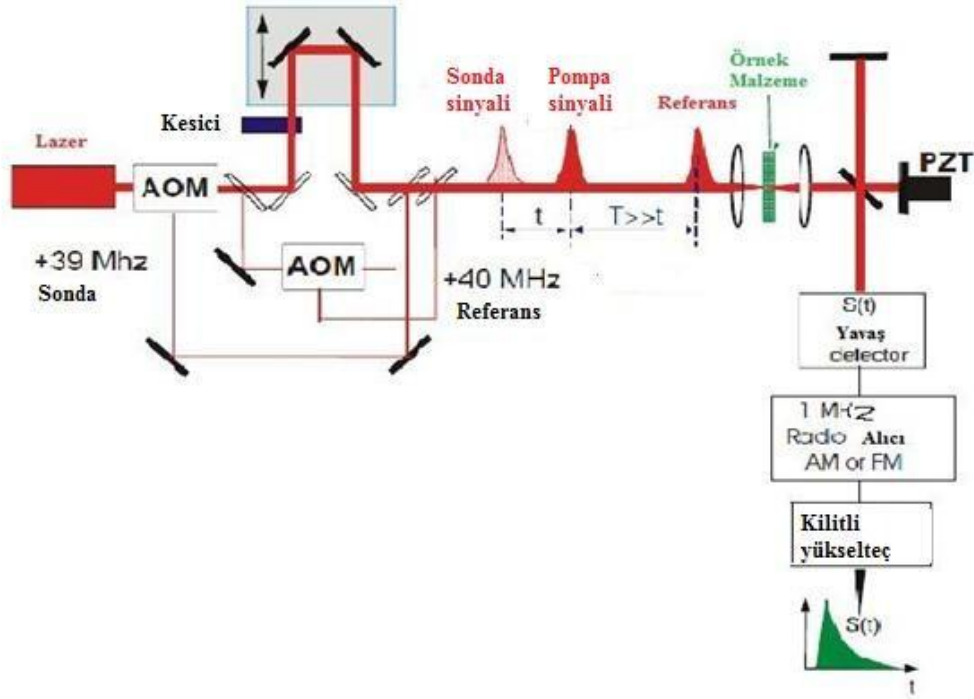 Lazer
AOM
+39 Mhz
Sonda
Kesici
AOM
+40 MHz
Referans
Sonda
sinyali
Pompa
sinyali
Referans
t
T>>t
Örnek
Malzeme
PZT
S(t)
Yavaş
detector
1 MHz
Radio Alıcı
AM or FM
Kilitli
yükselteç
S(t)
t